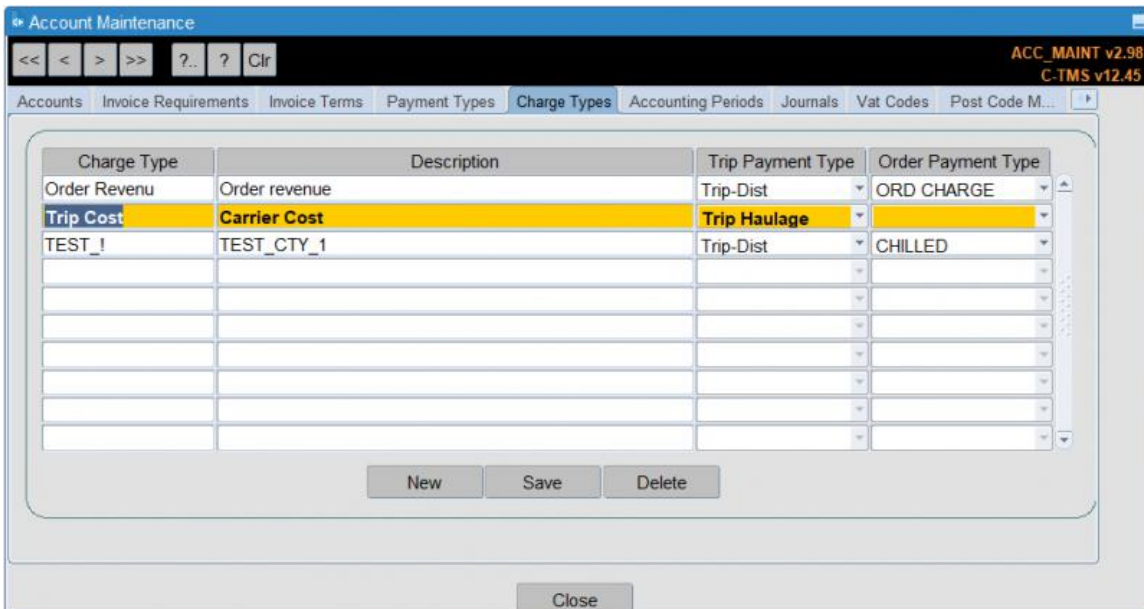 Account Maintenance
<< < > >> ?.. ? Clr ACC_MAINT v2.98
C-TMS v12.45
Accounts Invoice Requirements Invoice Terms Payment Types Charge Types Accounting Periods Journals Vat Codes Post Code M...
Charge Type Description Trip Payment Type Order Payment Type
Order Revenu Order revenue Trip-Dist ORD CHARGE
Trip Cost Carrier Cost Trip Haulage
TEST_! TEST_CTY_1 Trip-Dist CHILLED
New Save Delete
Close